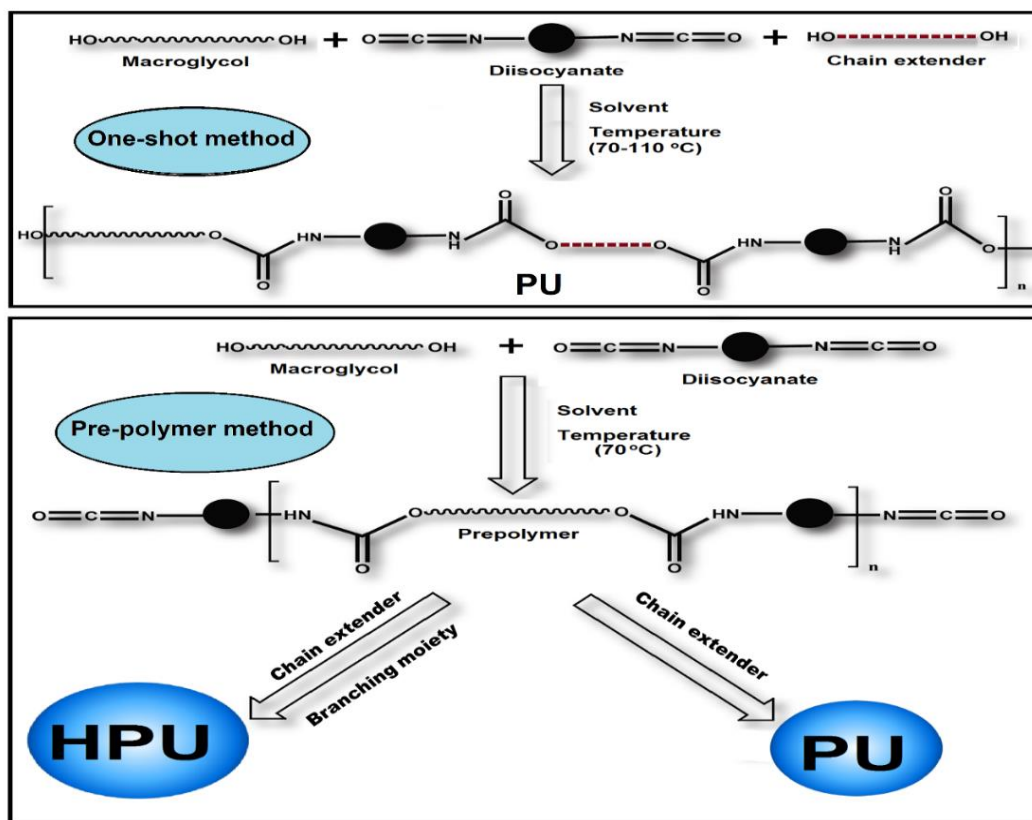 HO OH + O=C=N N=C=O + HO OH
Macroglycol
Diisocyanate
Chain extender
Solvent
One-shot method
Temperature
(70-110 °C)
O O
HO O HN N H O O HN N H O n
O O
PU
HO OH + O=C=N N=C=O
Macroglycol
Diisocyanate
Solvent
Pre-polymer method
Temperature
(70 °C)
O=C=N HN O O HN N=C=O
Prepolymer
O O n
Chain extender
Branching moiety
Chain extender
HPU
PU